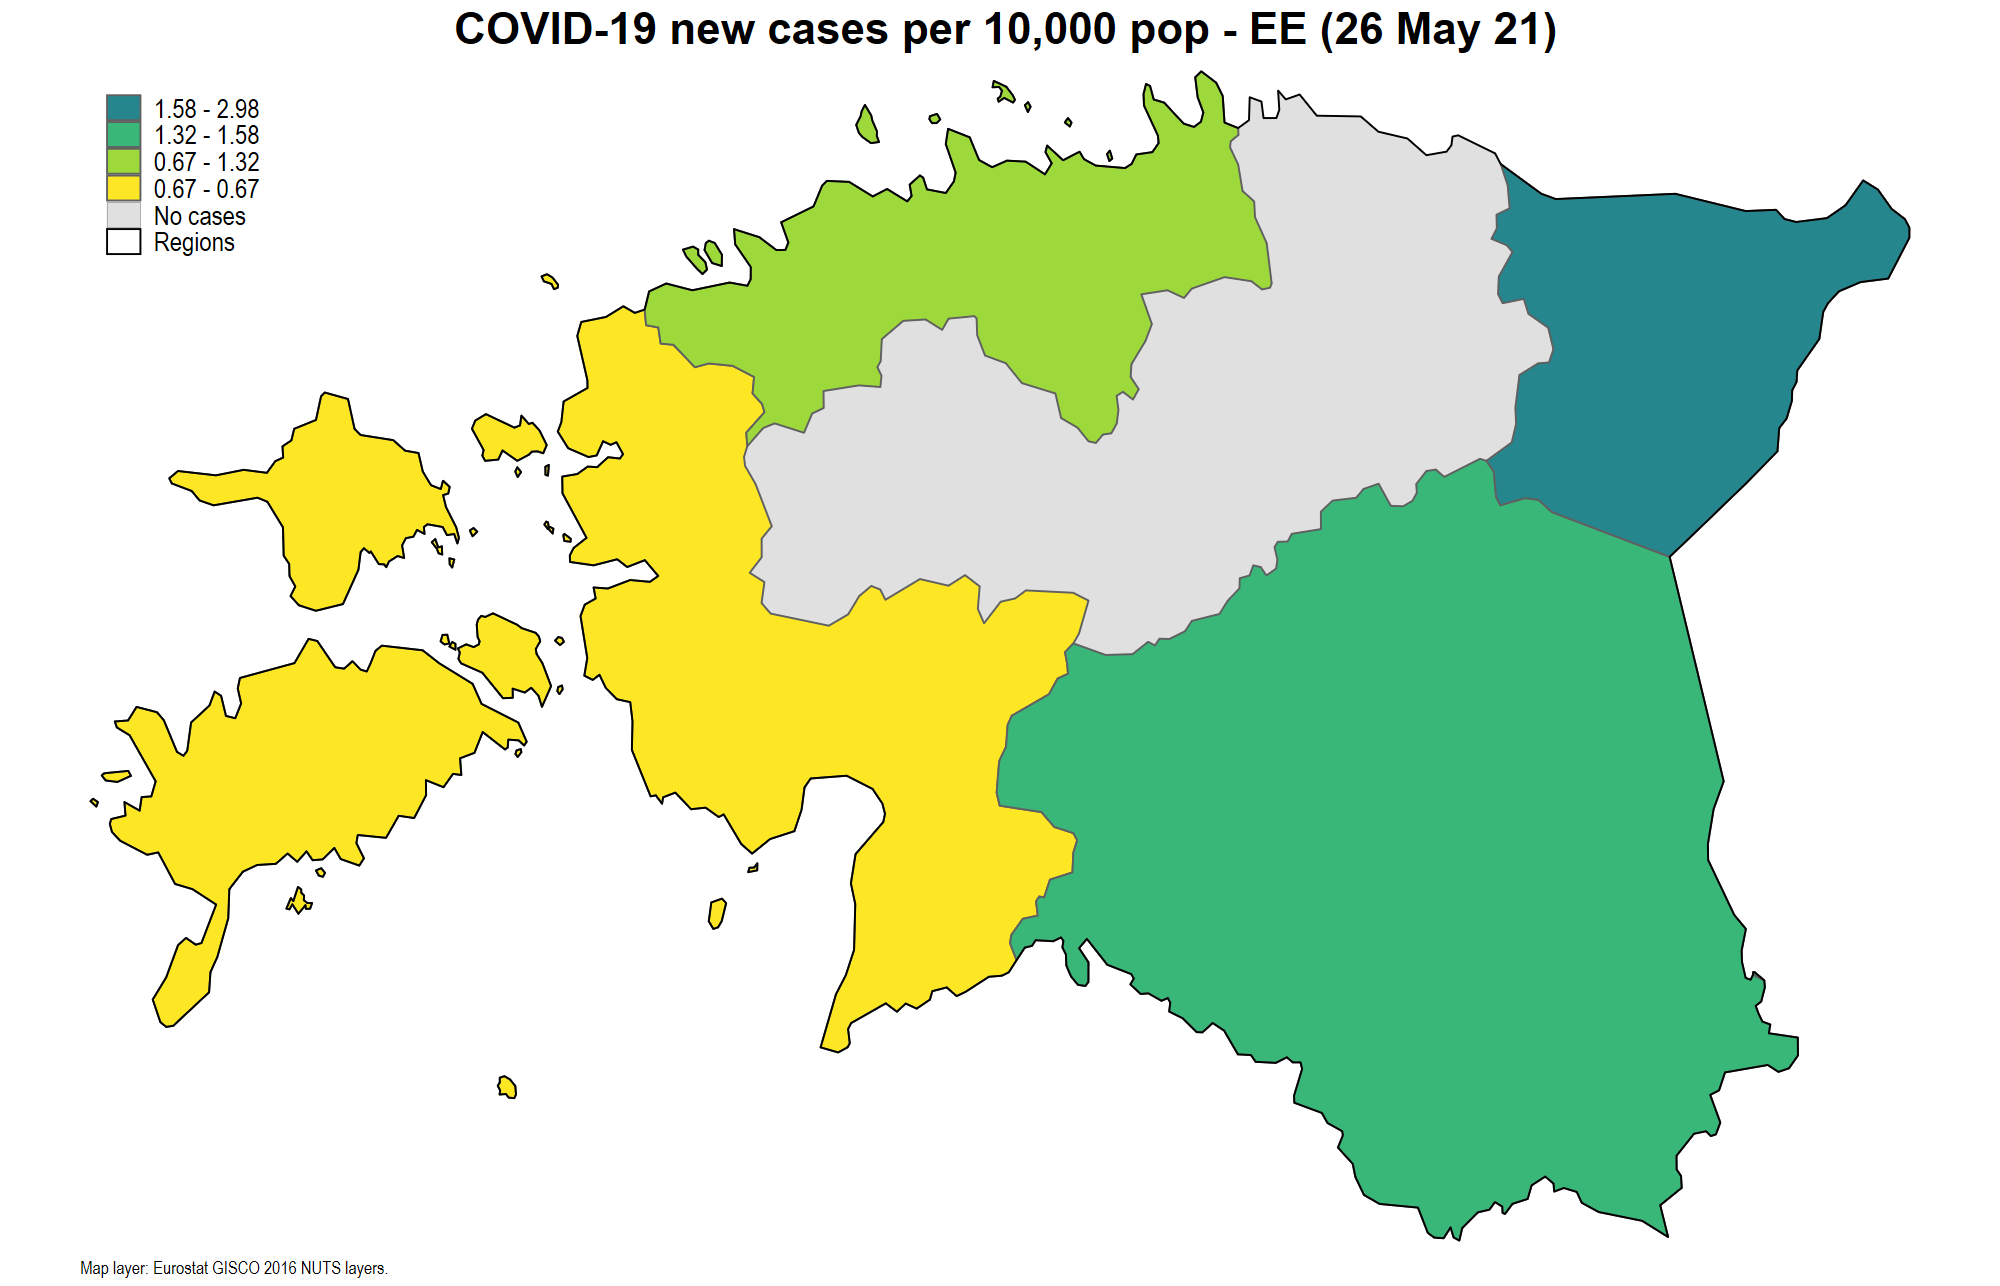 COVID-19 new cases per 10,000 pop - EE (26 May 21)
1.58 - 2.98
1.32 - 1.58
0.67 - 1.32
0.67 - 0.67
No cases
Regions
Map layer: Eurostat GISCO 2016 NUTS layers.